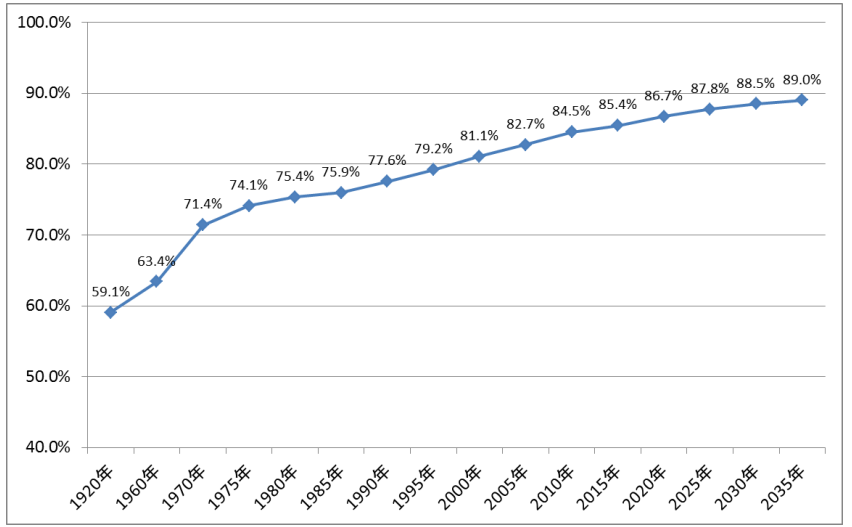 100.0%
90.0%
80.0%
70.0%
60.0%
50.0%
40.0%
59.1%
63.4%
71.4%
74.1%
75.4%
75.9%
77.6%
79.2%
81.1%
82.7%
84.5%
85.4%
86.7%
87.8%
88.5%
89.0%
1920年
1960年
1970年
1975年
1980年
1985年
1990年
1995年
2000年
2005年
2010年
2015年
2020年
2025年
2030年
2035年